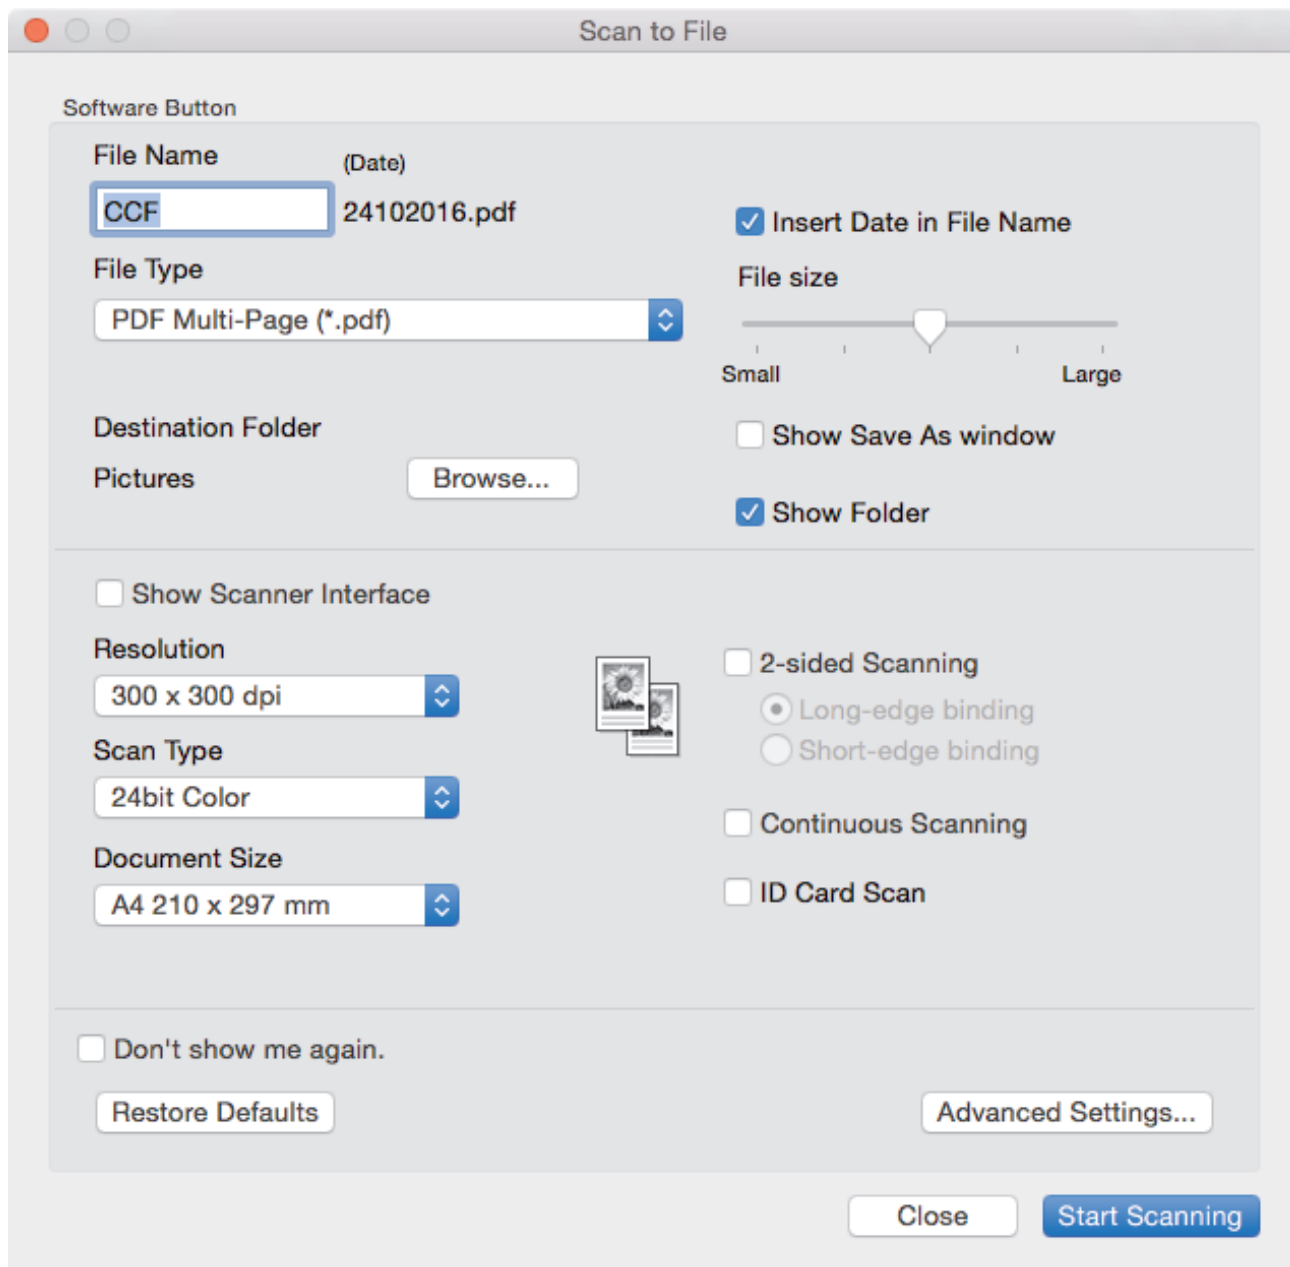 Scan to File
Software Button
File Name
(Date)
CCF
24102016.pdf
Insert Date in File Name
File Type
File size
PDF Multi-Page (*.pdf)
Small
Large
Destination Folder
Show Save As window
Pictures
Browse...
Show Folder
Show Scanner Interface
Resolution
2-sided Scanning
300 x 300 dpi
Long-edge binding
Scan Type
Short-edge binding
24bit Color
Continuous Scanning
Document Size
ID Card Scan
A4 210 x 297 mm
Don't show me again.
Restore Defaults
Advanced Settings...
Close
Start Scanning